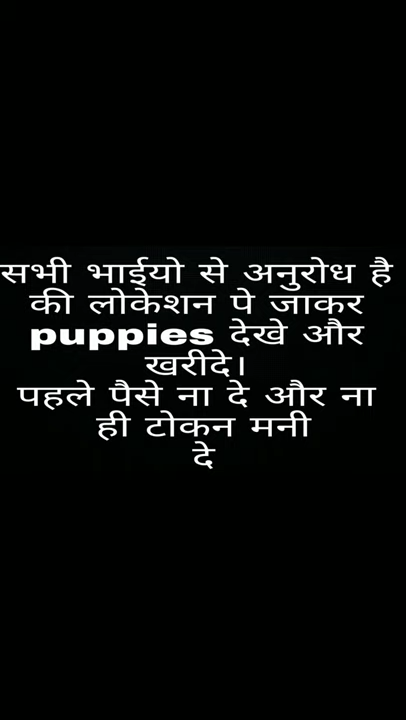 सभी भाईयो से अनुरोध है
की लोकेशन पे जाकर
puppies देखे और
खरीदे।
पहले पैसे ना दे और ना
ही टोकन मनी
दे